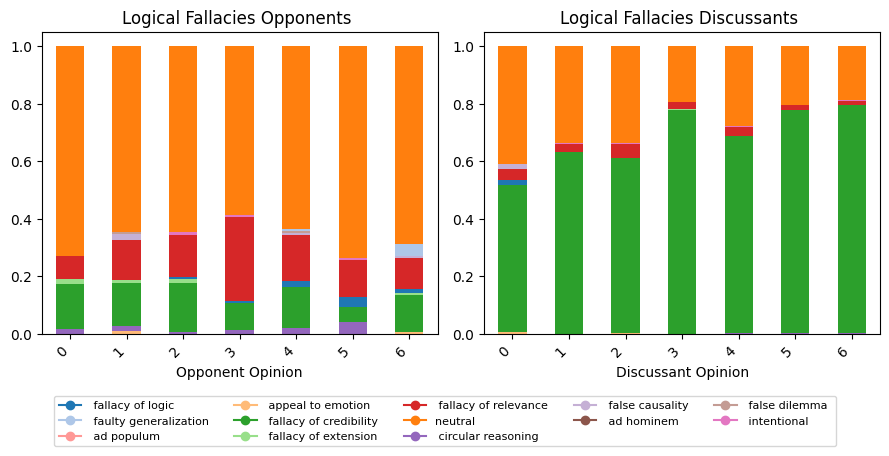 Logical Fallacies Opponents
Logical Fallacies Discussants
1.0
0.8
0.6
0.4
0.2
0.0
0 1 2 3 4 5 6
Opponent Opinion
1.0
0.8
0.6
0.4
0.2
0.0
0 1 2 3 4 5 6
Discussant Opinion
fallacy of logic
faulty generalization
ad populum
appeal to emotion
fallacy of credibility
fallacy of extension
fallacy of relevance
neutral
circular reasoning
false causality
ad hominem
false dilemma
intentional